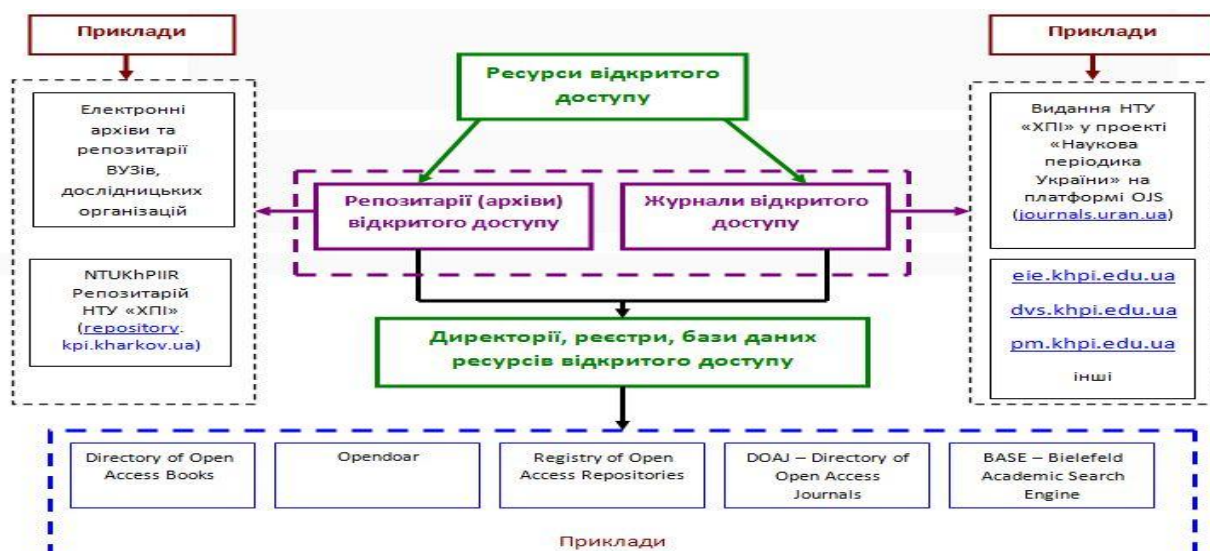 Приклади
Приклади
Ресурси відкритого
доступу
Електронні
архіви та
репозитарії
ВУЗів,
дослідницьких
організацій
NTUKhPIIR
Репозитарій
НТУ «ХПІ»
(repository.
kpi.kharkov.ua)
Репозитарії (архіви)
відкритого доступу
Журнали відкритого
доступу
Видання НТУ
«ХПІ» у проекті
«Наукова
періодика
України» на
платформі OJS
(journals.uran.ua)
eie.khpi.edu.ua
dvs.khpi.edu.ua
pm.khpi.edu.ua
інші
Директорії, реєстри, бази даних
ресурсів відкритого доступу
Directory of Open
Access Books
Opendoar
Registry of Open
Access Repositories
DOAJ – Directory of
Open Access
Journals
BASE – Bielefeld
Academic Search
Engine
Приклади